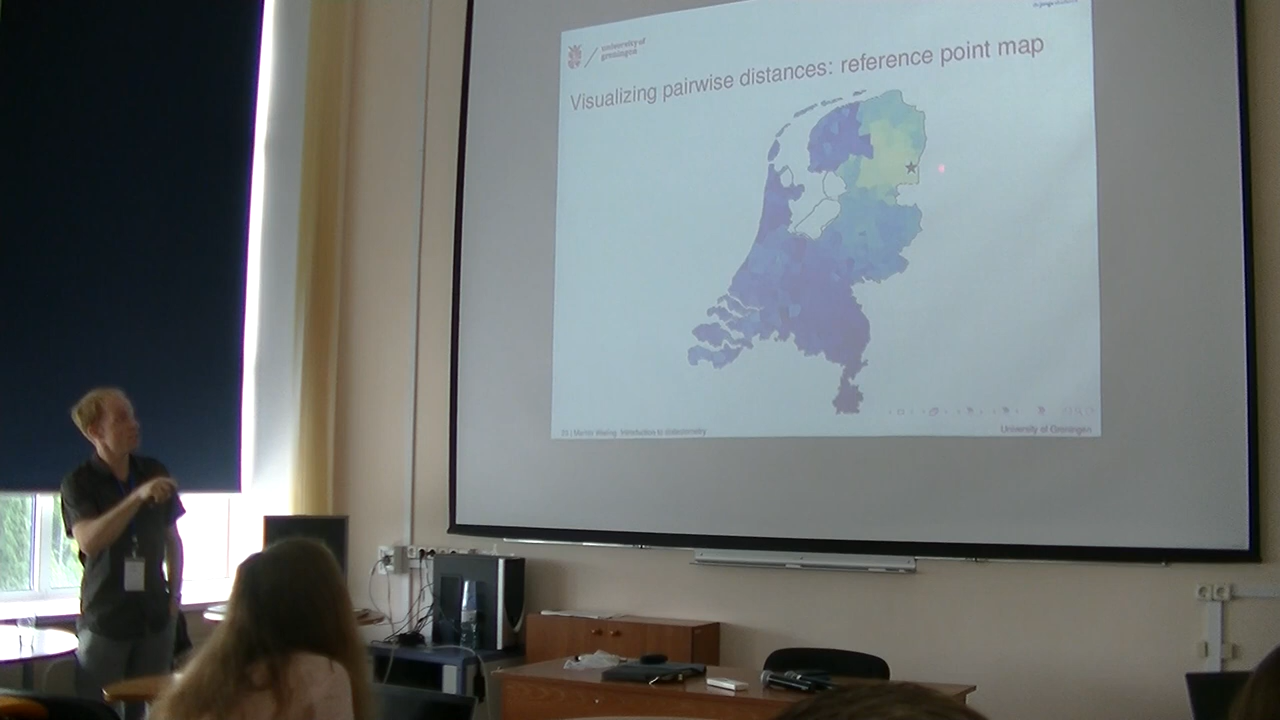 university of
groningen
Visualizing pairwise distances: reference point map
Introduction to dialectometry
University of Groningen